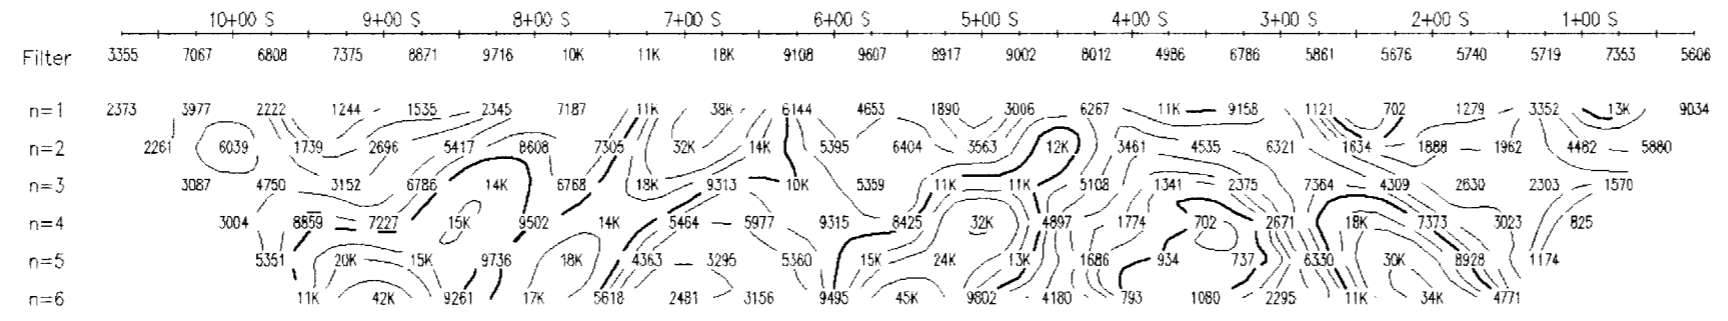 10+00 S 9+00 S 8+00 S 7+00 S 6+00 S 5+00 S 4+00 S 3+00 S 2+00 S 1+00 S
Filter 3355 7067 6808 7375 8871 9716 10K 11K 18K 9108 9607 8917 9002 8012 4986 6786 5861 5676 5740 5719 7353 5606
n=1 2373 3977 2222 1244 1535 2345 7187 11K 38K 6144 4653 1890 3006 6267 11K 9158 1121 702 1279 3352 13K 9034
n=2 2261 6039 1739 2696 5417 8608 7305 32K 14K 5395 6404 3563 12K 3461 4535 6321 1634 1888 1962 4482 5880
n=3 3087 4750 3152 6786 14K 6768 18K 9313 10K 5359 11K 11K 5108 1341 2375 7364 4309 2630 2303 1570
n=4 3004 8859 7227 15K 9502 14K 5464 5977 9315 8425 32K 4897 1774 702 2671 18K 7373 3023 825
n=5 5351 20K 15K 9736 18K 4363 3295 5360 15K 24K 13K 1686 934 737 6330 30K 8928 1174
n=6 11K 42K 9261 17K 5618 2481 3156 9495 45K 9802 4180 793 1080 2295 11K 34K 4771